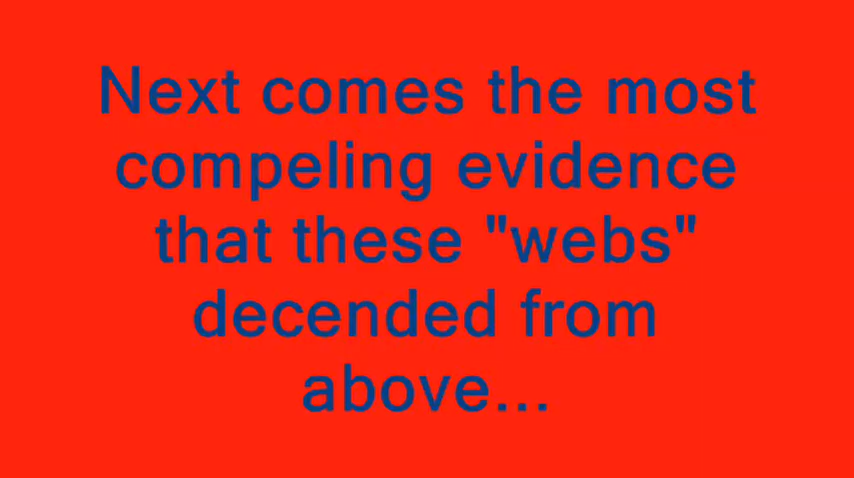 Next comes the most
compeling evidence
that these "webs"
decended from
above...